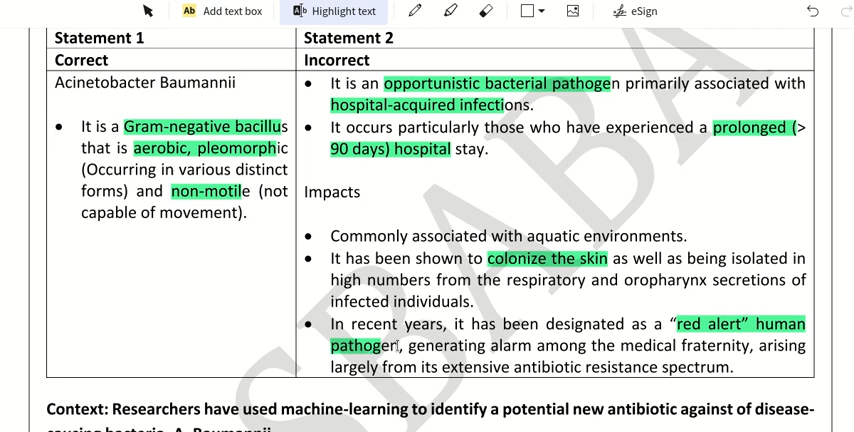 Add text box
Highlight text
eSign
Statement 1
Statement 2
Correct
Incorrect
Acinetobacter Baumannii
• It is a Gram-negative bacillus
that is aerobic, pleomorphic
(Occurring in various distinct
forms) and non-motile (not
capable of movement).
• It is an opportunistic bacterial pathogen primarily associated with
hospital-acquired infections.
• It occurs particularly those who have experienced a prolonged (>
90 days) hospital stay.
Impacts
• Commonly associated with aquatic environments.
• It has been shown to colonize the skin as well as being isolated in
high numbers from the respiratory and oropharynx secretions of
infected individuals.
• In recent years, it has been designated as a “red alert” human
pathogen, generating alarm among the medical fraternity, arising
largely from its extensive antibiotic resistance spectrum.
Context: Researchers have used machine-learning to identify a potential new antibiotic against of disease-
causing bacteria, A. Baumannii
SBABA